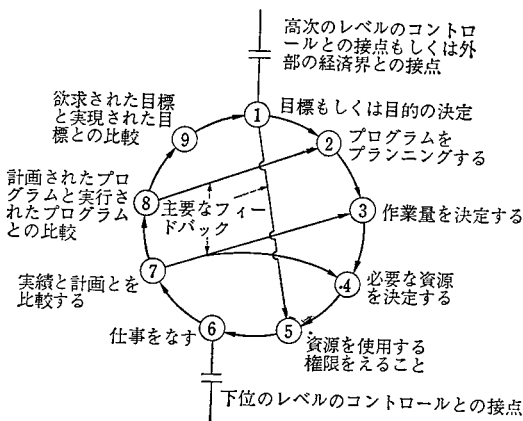 高次のレベルのコントロ
ールとの接点もしくは外
部の経済界との接点
欲求された目標
と実現された目
標との比較
①
目標もしくは目的の決定
⑨
②
プログラムを
プランニングする
計画されたプロ
グラムと実行さ
れたプログラム
との比較
⑧
主要なフィー
ドバック
③
作業量を決定する
⑦
実績と計画とを
比較する
④
必要な資源
を決定する
仕事をなす
⑥
⑤
資源を使用する
権限をえること
下位のレベルのコントロールとの接点